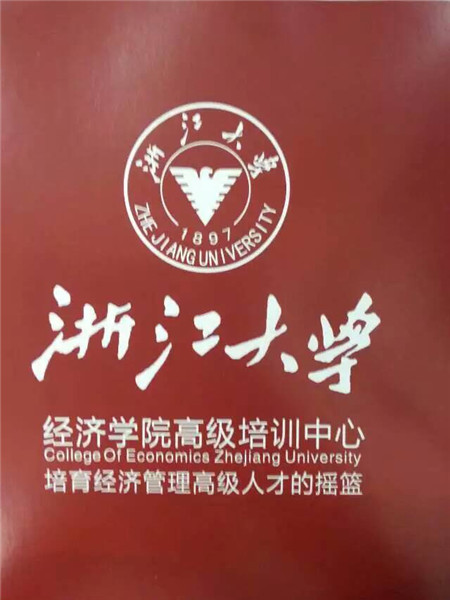 浙江大学
1897
ZHEJIANG UNIVERSITY
浙江大学
经济学院高级培训中心
College Of Economics Zhejiang University
培育经济管理高级人才的摇篮